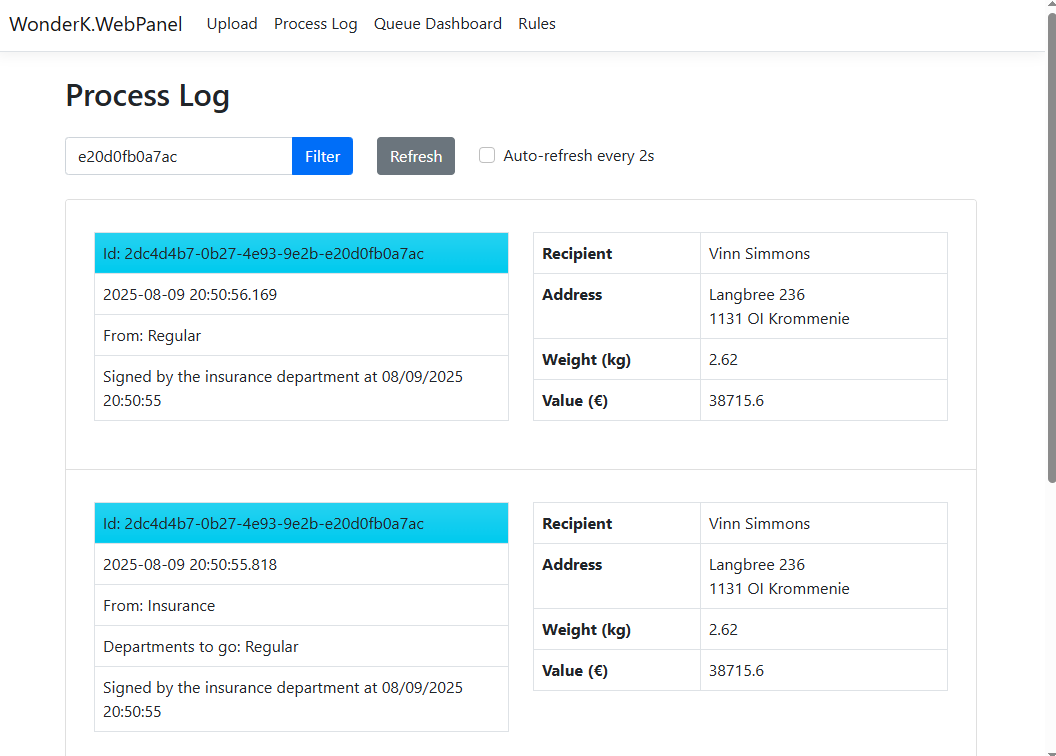 WonderK.WebPanel Upload Process Log Queue Dashboard Rules
Process Log
e20d0fb0a7ac Filter Refresh Auto-refresh every 2s
Id: 2dc4d4b7-0b27-4e93-9e2b-e20d0fb0a7ac
2025-08-09 20:50:56.169
From: Regular
Signed by the insurance department at 08/09/2025
20:50:55
Recipient Vinn Simmons
Address Langbree 236
1131 OI Krommenie
Weight (kg) 2.62
Value (€) 38715.6
Id: 2dc4d4b7-0b27-4e93-9e2b-e20d0fb0a7ac
2025-08-09 20:50:55.818
From: Insurance
Departments to go: Regular
Signed by the insurance department at 08/09/2025
20:50:55
Recipient Vinn Simmons
Address Langbree 236
1131 OI Krommenie
Weight (kg) 2.62
Value (€) 38715.6